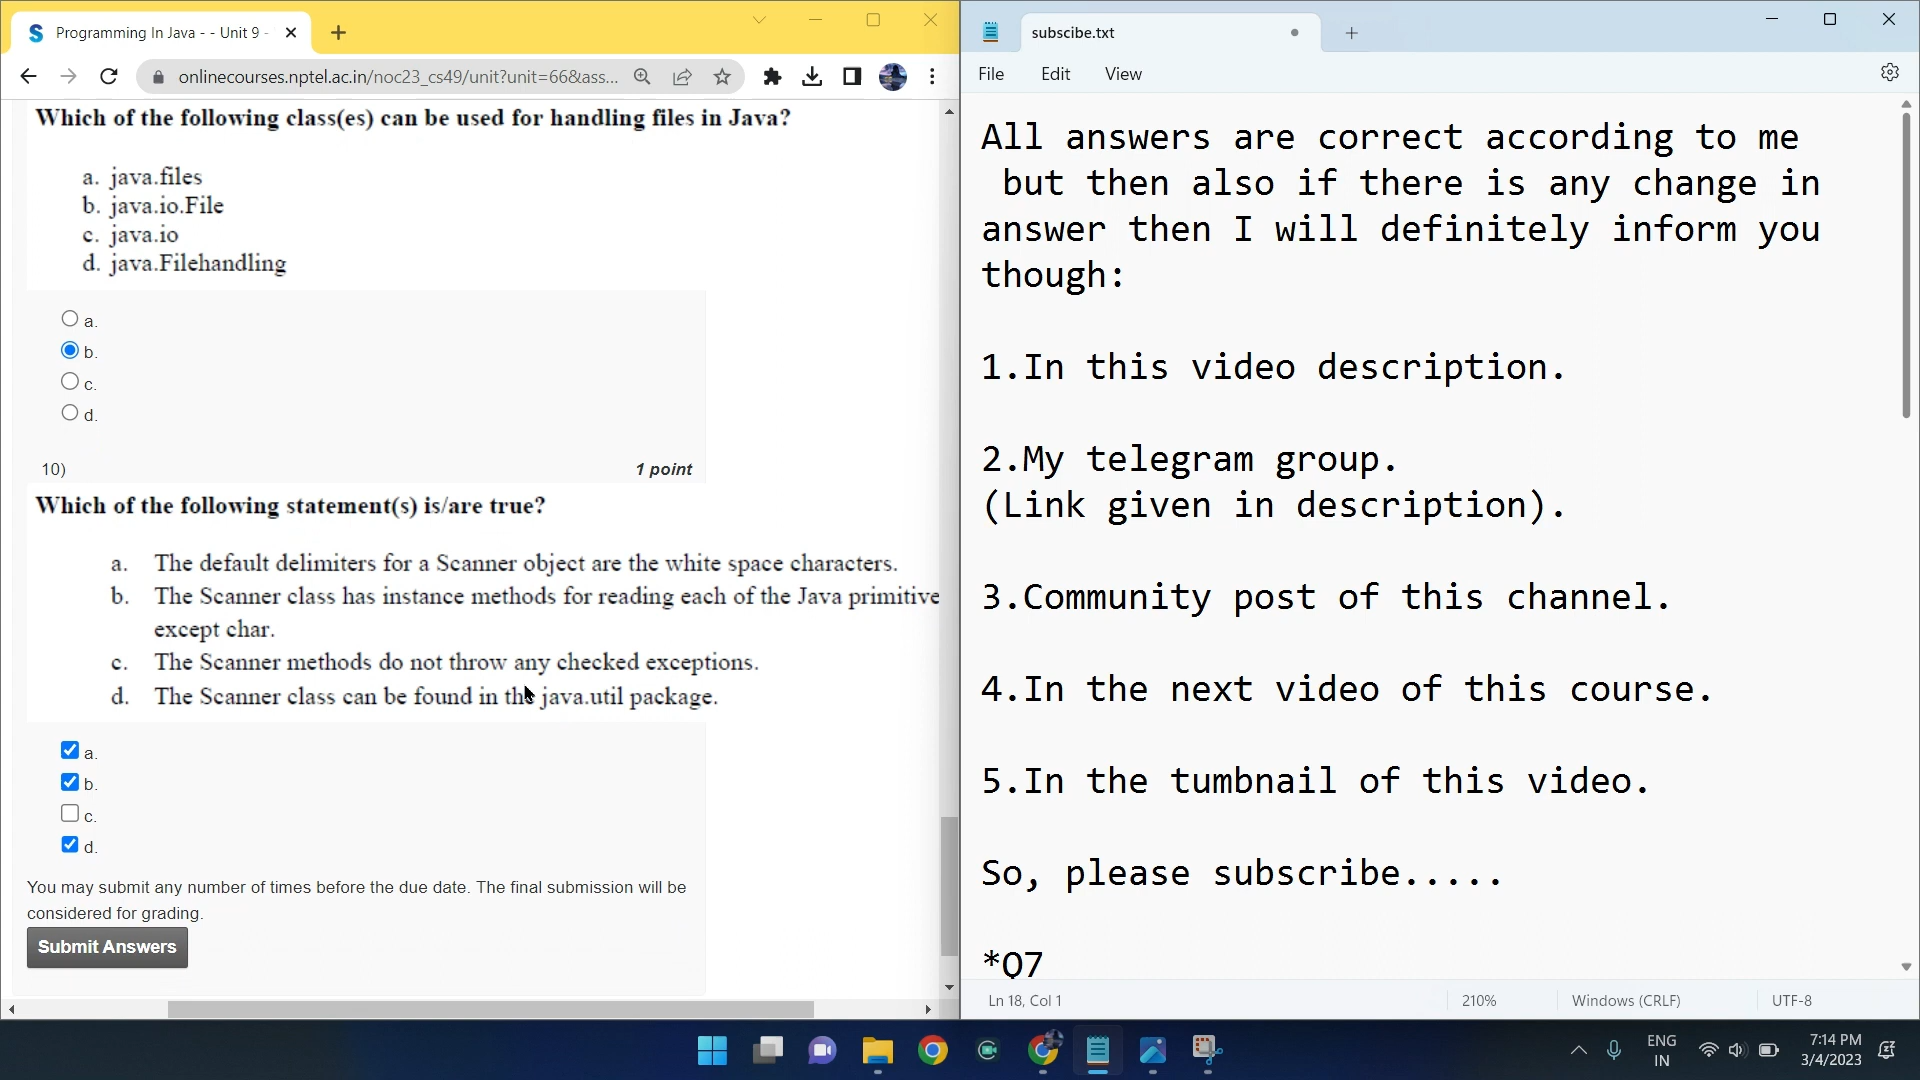 Programming In Java - - Unit 9 -
onlinecourses.nptel.ac.in/noc23_cs49/unit?unit=66&ass...
Which of the following class(es) can be used for handling files in Java?
a. java.files
b. java.io.File
c. java.io
d. java.Filehandling
a.
b.
c.
d.
10)
1 point
Which of the following statement(s) is/are true?
a. The default delimiters for a Scanner object are the white space characters.
b. The Scanner class has instance methods for reading each of the Java primitive
except char.
c. The Scanner methods do not throw any checked exceptions.
d. The Scanner class can be found in the java.util package.
a.
b.
c.
d.
You may submit any number of times before the due date. The final submission will be
considered for grading.
Submit Answers
subscibe.txt
File Edit View
All answers are correct according to me
but then also if there is any change in
answer then I will definitely inform you
though:
1.In this video description.
2.My telegram group.
(Link given in description).
3.Community post of this channel.
4.In the next video of this course.
5.In the tumbnail of this video.
So, please subscribe.....
*Q7
Ln 18, Col 1
210%
Windows (CRLF)
UTF-8
ENG
IN
7:14 PM
3/4/2023